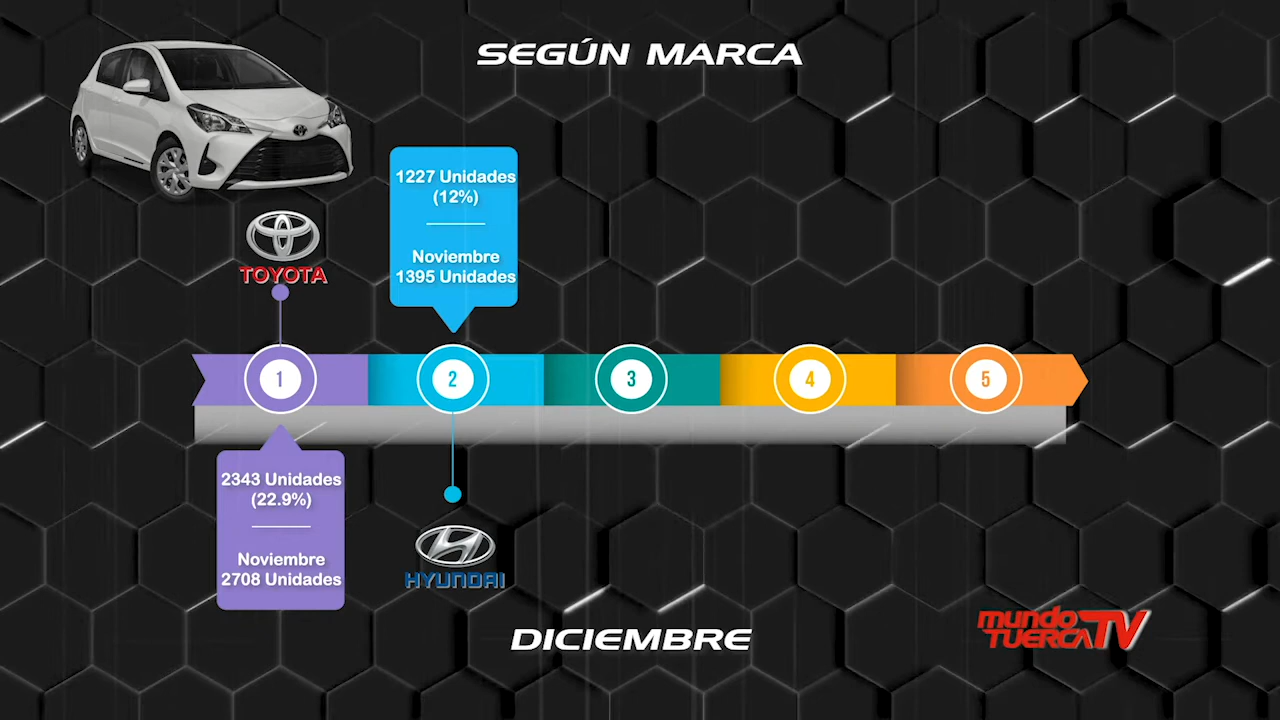 SEGÚN MARCA
TOYOTA
1227 Unidades
(12%)
Noviembre
1395 Unidades
1
2
3
4
5
2343 Unidades
(22.9%)
Noviembre
2708 Unidades
HYUNDAI
DICIEMBRE
mundo
TUERCA TV